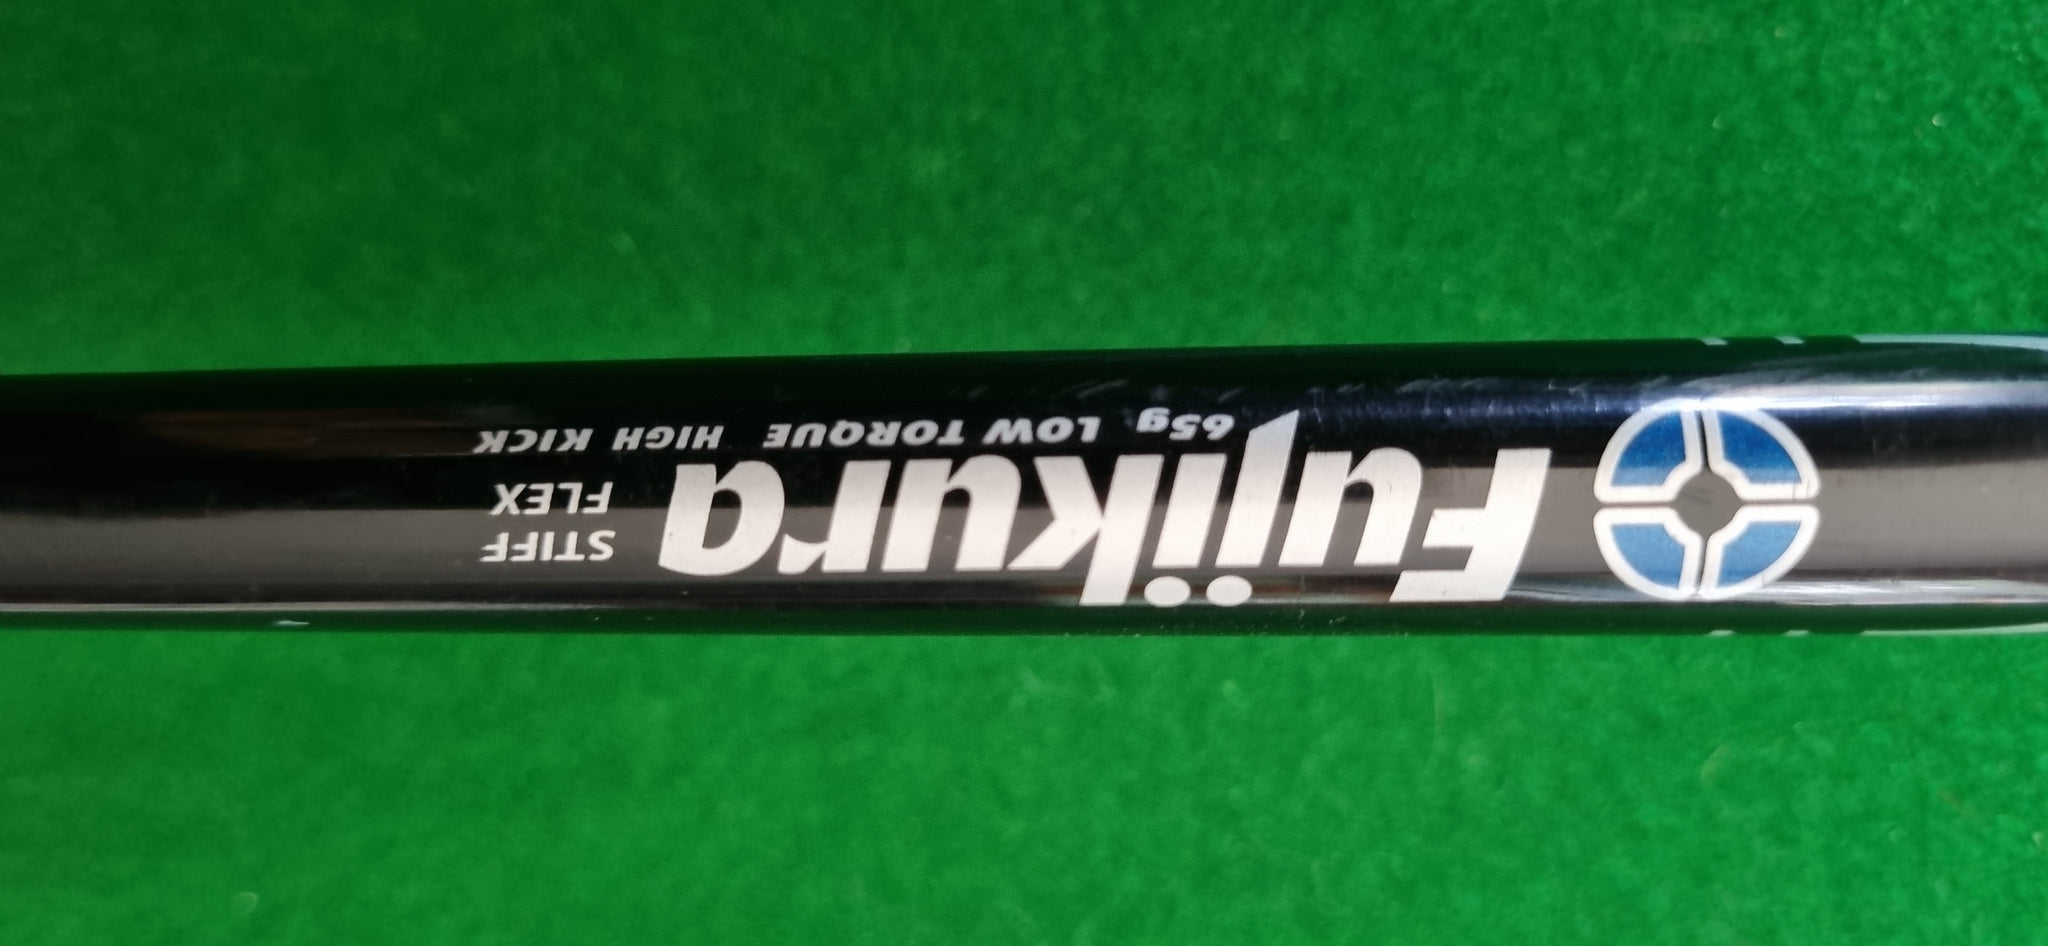 Fujikura
STIFF
FLEX
65g LOW TORQUE HIGH KICK